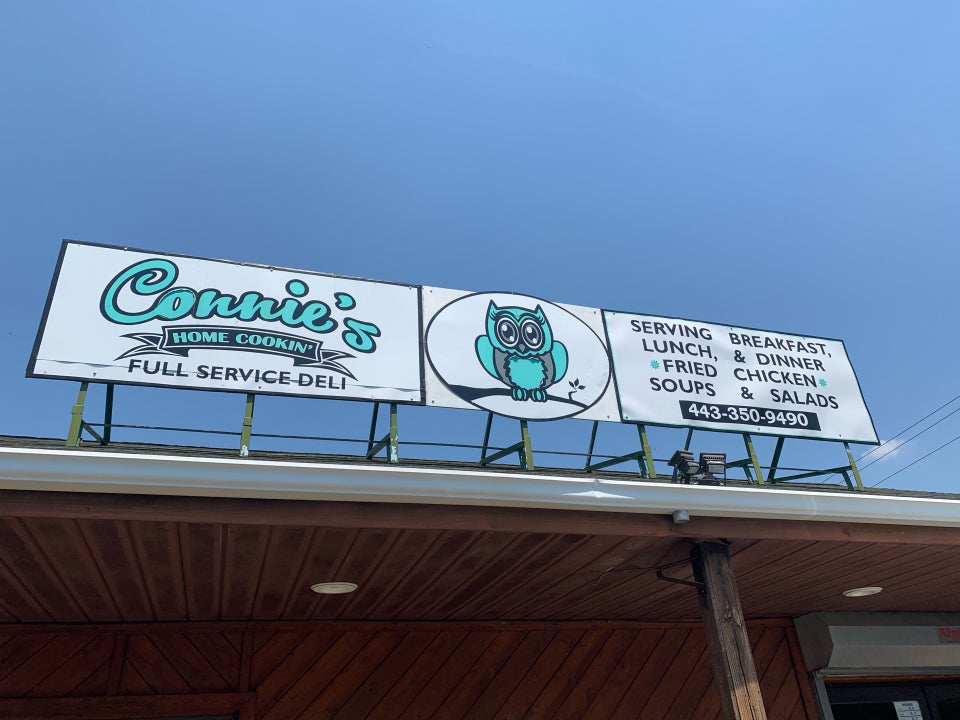 Connie's
HOME COOKIN'
FULL SERVICE DELI
SERVING BREAKFAST,
LUNCH, & DINNER
*FRIED CHICKEN*
SOUPS & SALADS
443-350-9490